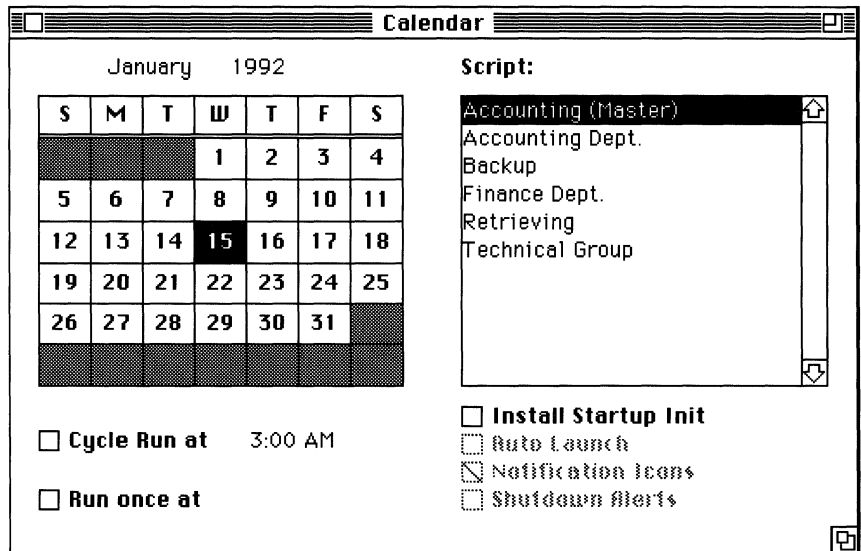 Calendar
January 1992
S M T W T F S
1 2 3 4
5 6 7 8 9 10 11
12 13 14 15 16 17 18
19 20 21 22 23 24 25
26 27 28 29 30 31
Cycle Run at 3:00 AM
Run once at
Script:
Accounting (Master)
Accounting Dept.
Backup
Finance Dept.
Retrieving
Technical Group
Install Startup Init
Auto Launch
Notification Icons
Shutdown Alerts